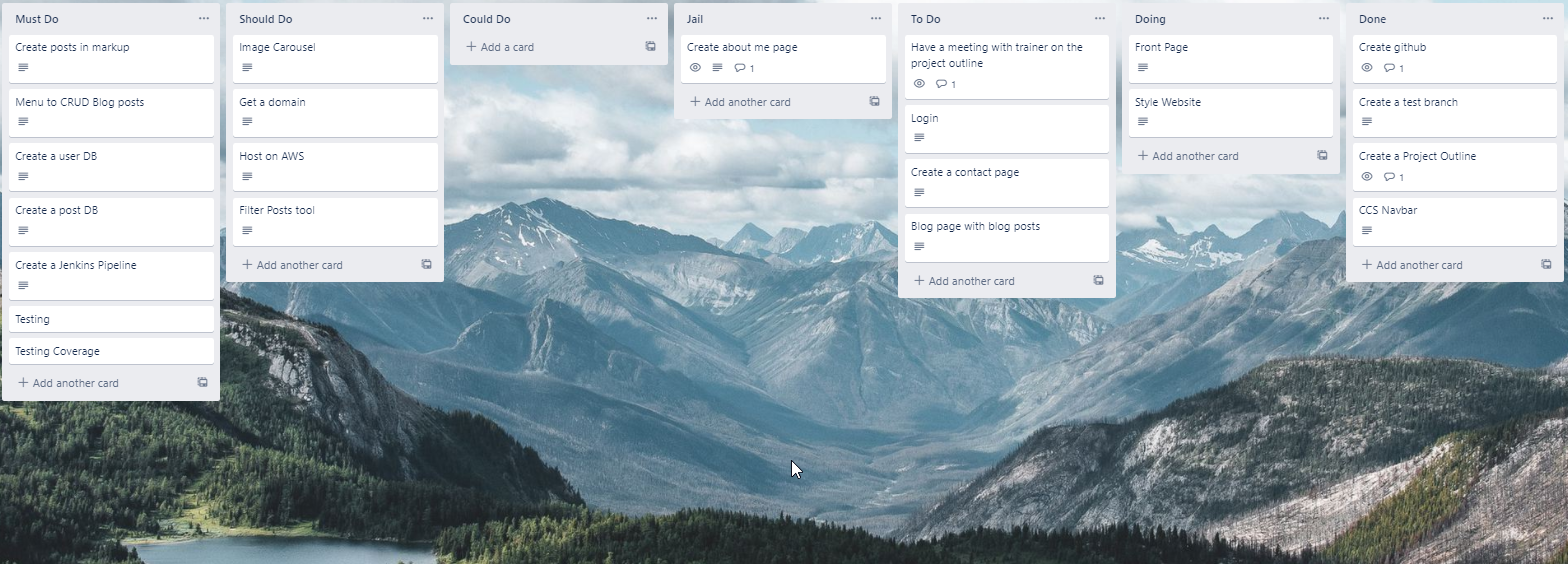 Must Do
Create posts in markup
Menu to CRUD Blog posts
Create a user DB
Create a post DB
Create a Jenkins Pipeline
Testing
Testing Coverage
+ Add another card
Should Do
Image Carousel
Get a domain
Host on AWS
Filter Posts tool
+ Add another card
Could Do
+ Add a card
Jail
Create about me page
1
+ Add another card
To Do
Have a meeting with trainer on the
project outline
1
Login
Create a contact page
Blog page with blog posts
+ Add another card
Doing
Front Page
Style Website
+ Add another card
Done
Create github
1
Create a test branch
Create a Project Outline
1
CCS Navbar
+ Add another card